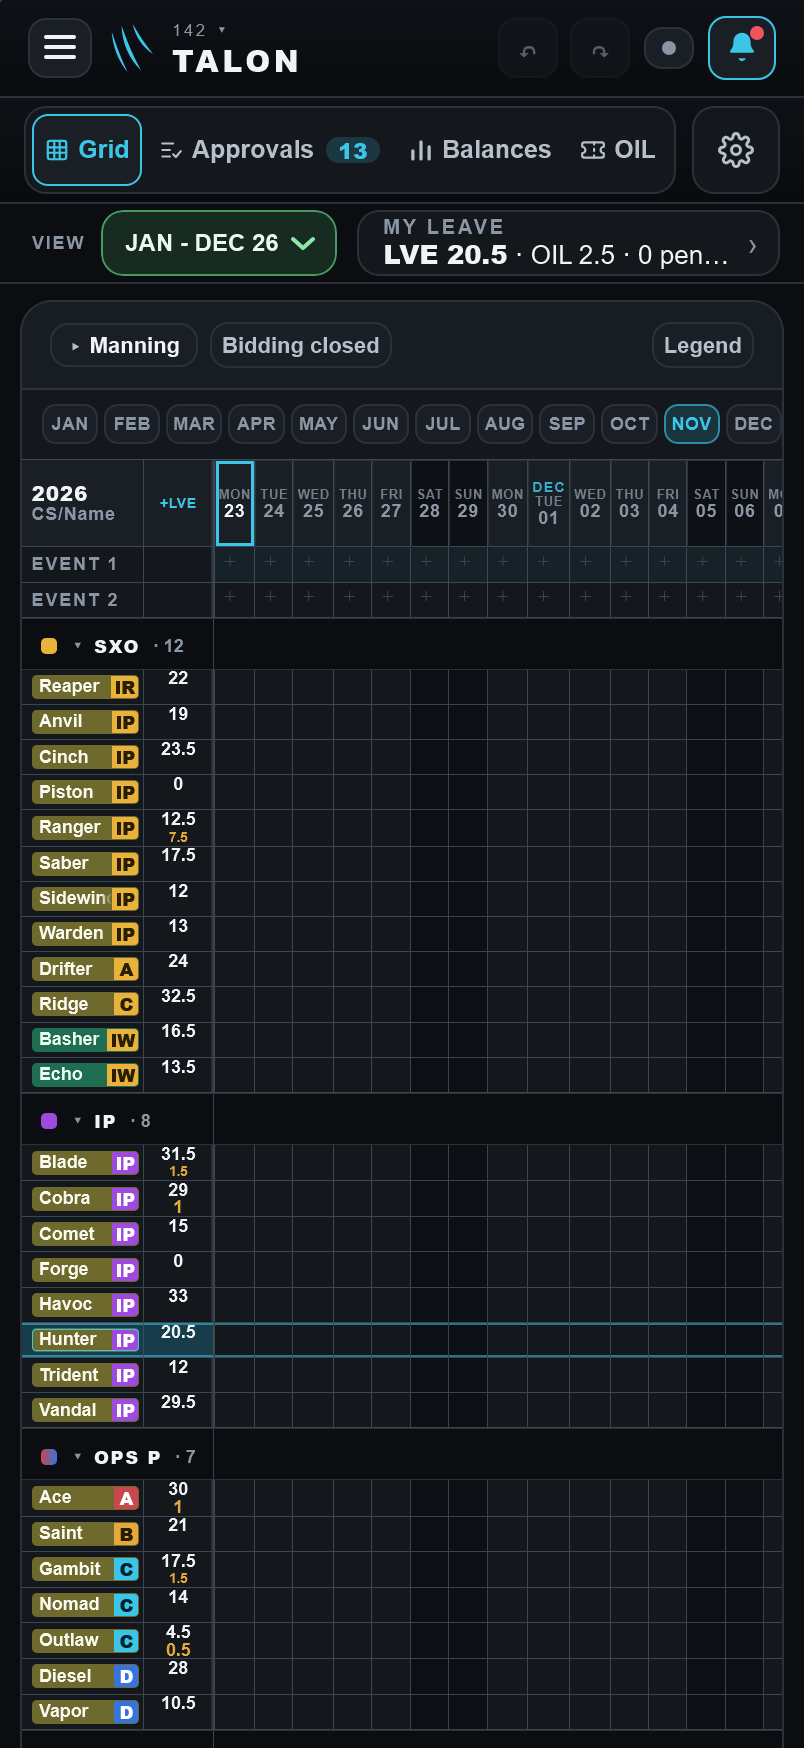 142 ▾
TALON
Grid
Approvals 13
Balances
OIL
VIEW
JAN - DEC 26
MY LEAVE
LVE 20.5 · OIL 2.5 · 0 pen…
▸ Manning
Bidding closed
Legend
JAN FEB MAR APR MAY JUN JUL AUG SEP OCT NOV DEC
2026
CS/Name
+LVE
MON 23
TUE 24
WED 25
THU 26
FRI 27
SAT 28
SUN 29
MON 30
DEC TUE 01
WED 02
THU 03
FRI 04
SAT 05
SUN 06
EVENT 1 + + + + + + + + + + + + + + +
EVENT 2 + + + + + + + + + + + + + + +
▾ SXO · 12
Reaper IR 22
Anvil IP 19
Cinch IP 23.5
Piston IP 0
Ranger IP 12.5
7.5
Saber IP 17.5
Sidewin IP 12
Warden IP 13
Drifter A 24
Ridge C 32.5
Basher IW 16.5
Echo IW 13.5
▾ IP · 8
Blade IP 31.5
1.5
Cobra IP 29
1
Comet IP 15
Forge IP 0
Havoc IP 33
Hunter IP 20.5
Trident IP 12
Vandal IP 29.5
▾ OPS P · 7
Ace A 30
1
Saint B 21
Gambit C 17.5
1.5
Nomad C 14
Outlaw C 4.5
0.5
Diesel D 28
Vapor D 10.5